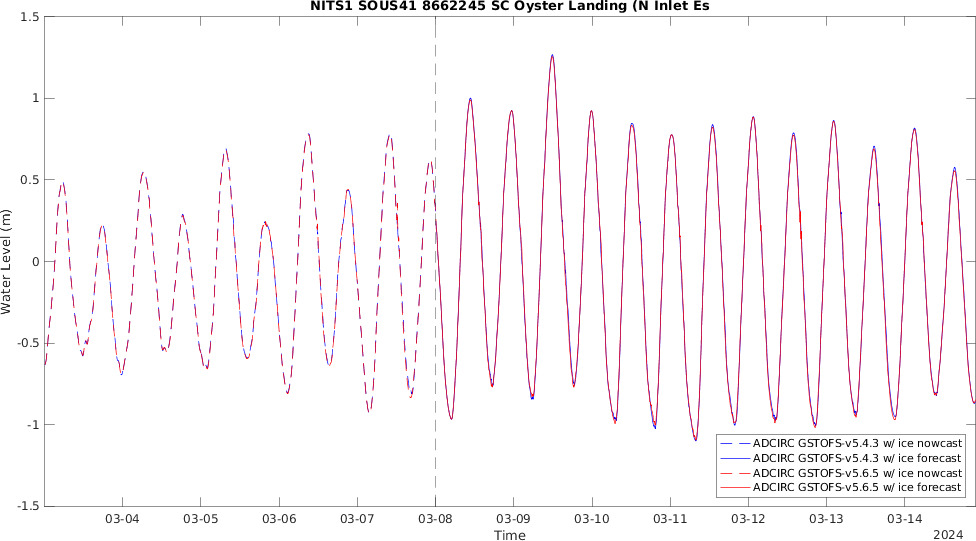 NITS1 SOUS41 8662245 SC Oyster Landing (N Inlet Es
1.5
1
0.5
0
-0.5
-1
-1.5
Water Level (m)
03-04 03-05 03-06 03-07 03-08 03-09 03-10 03-11 03-12 03-13 03-14
Time
2024
ADCIRC GSTOFS-v5.4.3 w/ ice nowcast
ADCIRC GSTOFS-v5.4.3 w/ ice forecast
ADCIRC GSTOFS-v5.6.5 w/ ice nowcast
ADCIRC GSTOFS-v5.6.5 w/ ice forecast